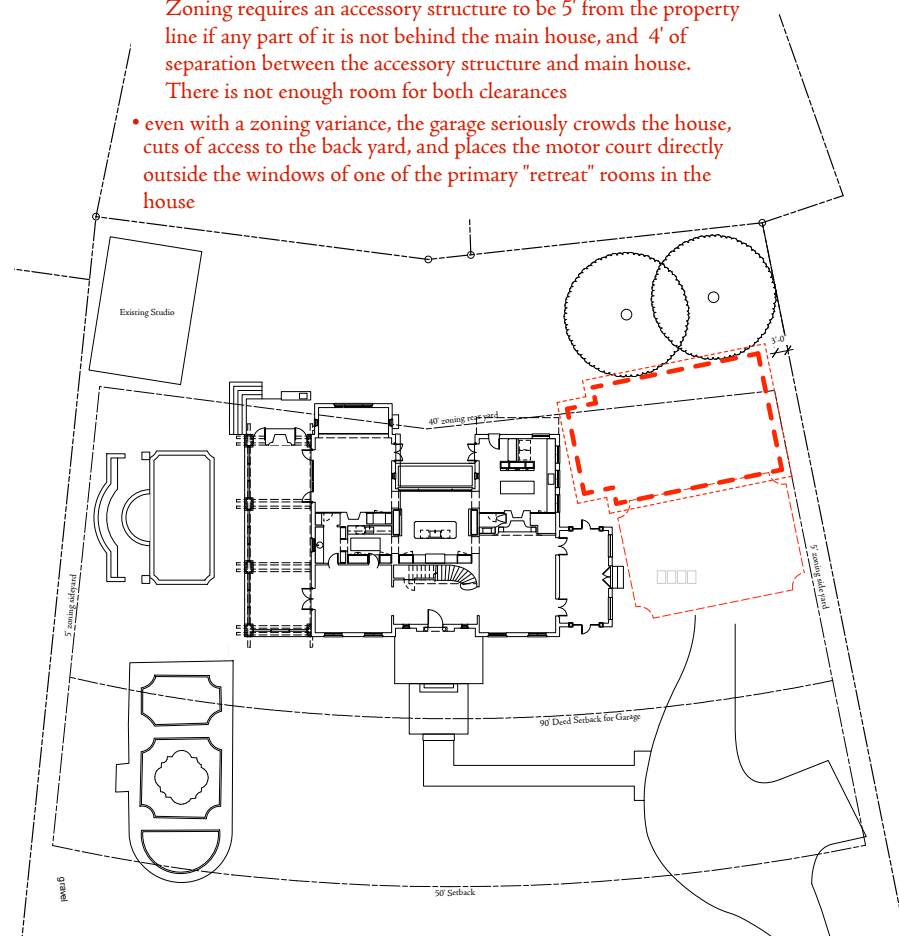 Zoning requires an accessory structure to be 5' from the property
line if any part of it is not behind the main house, and 4' of
separation between the accessory structure and main house.
There is not enough room for both clearances
• even with a zoning variance, the garage seriously crowds the house,
cuts of access to the back yard, and places the motor court directly
outside the windows of one of the primary "retreat" rooms in the
house
Existing Studio
3'-0"
40' zoning rear yard
5' zoning sideyard
5' zoning side yard
90' Deed Setback for Garage
gravel
50' Setback